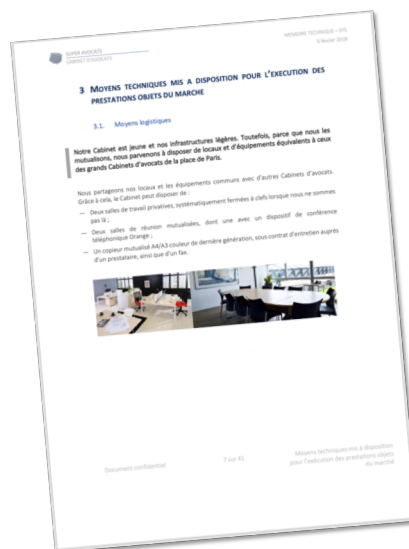 SUPER AVOCATS
CABINET D'AVOCATS
MEMOIRE TECHNIQUE – DTS
9 février 2018
3 MOYENS TECHNIQUES MIS A DISPOSITION POUR L'EXECUTION DES
PRESTATIONS OBJETS DU MARCHE
3.1. Moyens logistiques
Notre Cabinet est jeune et nos infrastructures légères. Toutefois, parce que nous les
mutualisons, nous parvenons à disposer de locaux et d'équipements équivalents à ceux
des grands Cabinets d'avocats de la place de Paris.
Nous partageons nos locaux et les équipements communs avec d'autres Cabinets d'avocats.
Grâce à cela, le Cabinet peut disposer de :
— Deux salles de travail privatives, systématiquement fermées à clefs lorsque nous ne sommes
pas là ;
— Deux salles de réunion mutualisées, dont une avec un dispositif de conférence
téléphonique Orange ;
— Un copieur mutualisé A4/A3 couleur de dernière génération, sous contrat d'entretien auprès
d'un prestataire, ainsi que d'un fax.
Document confidentiel
7 sur 41
Moyens techniques mis à disposition
pour l'exécution des prestations objets
du marché